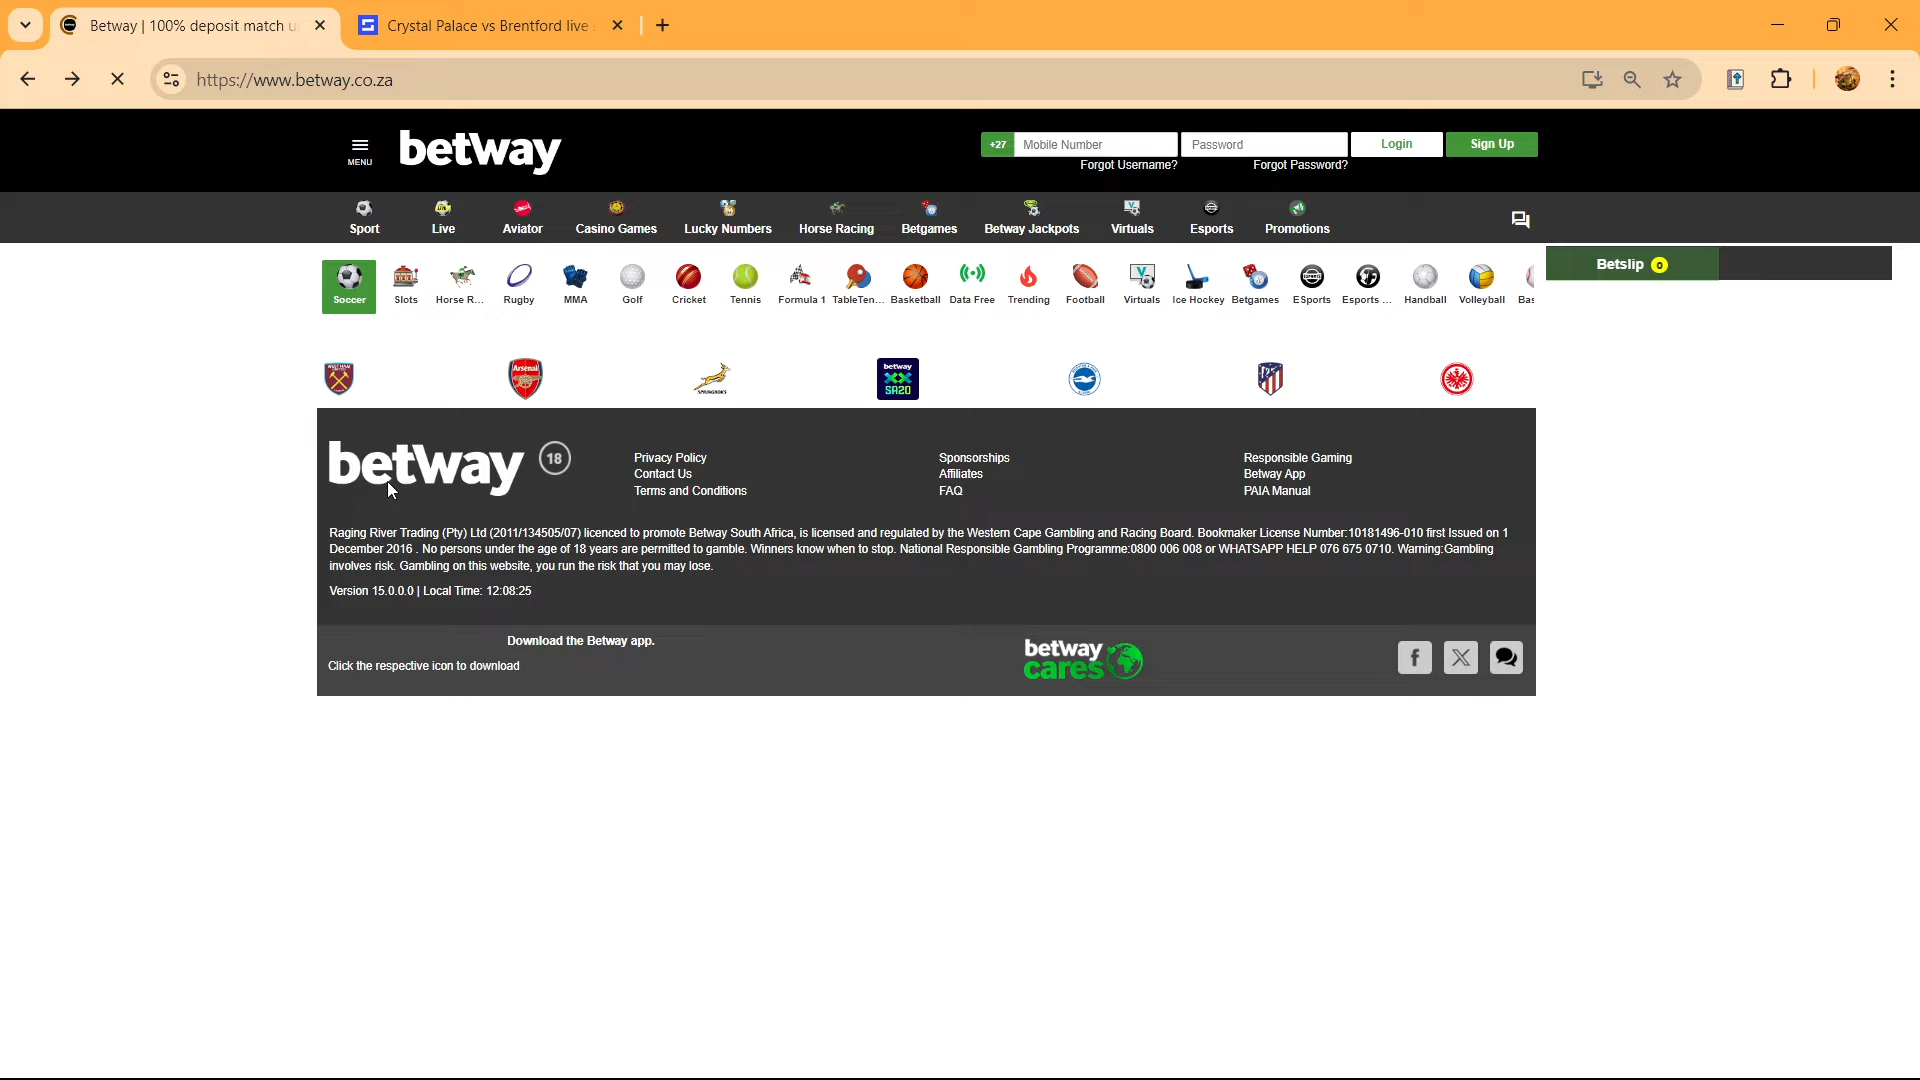 Betway | 100% deposit match u
Crystal Palace vs Brentford live
https://www.betway.co.za
MENU
betway
+27
Mobile Number
Password
Login
Sign Up
Forgot Username?
Forgot Password?
Sport
Live
Aviator
Casino Games
Lucky Numbers
Horse Racing
Betgames
Betway Jackpots
Virtuals
Esports
Promotions
Soccer
Slots
Horse R...
Rugby
MMA
Golf
Cricket
Tennis
Formula 1
TableTen...
Basketball
Data Free
Trending
Football
Virtuals
Ice Hockey
Betgames
ESports
Esports ...
Handball
Volleyball
Bas
Betslip 0
Arsenal
SPRINGBOKS
betway
SA20
betway 18
Privacy Policy
Contact Us
Terms and Conditions
Sponsorships
Affiliates
FAQ
Responsible Gaming
Betway App
PAIA Manual
Raging River Trading (Pty) Ltd (2011/134505/07) licenced to promote Betway South Africa, is licensed and regulated by the Western Cape Gambling and Racing Board. Bookmaker License Number:10181496-010 first Issued on 1
December 2016 . No persons under the age of 18 years are permitted to gamble. Winners know when to stop. National Responsible Gambling Programme:0800 006 008 or WHATSAPP HELP 076 675 0710. Warning:Gambling
involves risk. Gambling on this website, you run the risk that you may lose.
Version 15.0.0.0 | Local Time: 12:08:25
Download the Betway app.
Click the respective icon to download
betway
cares